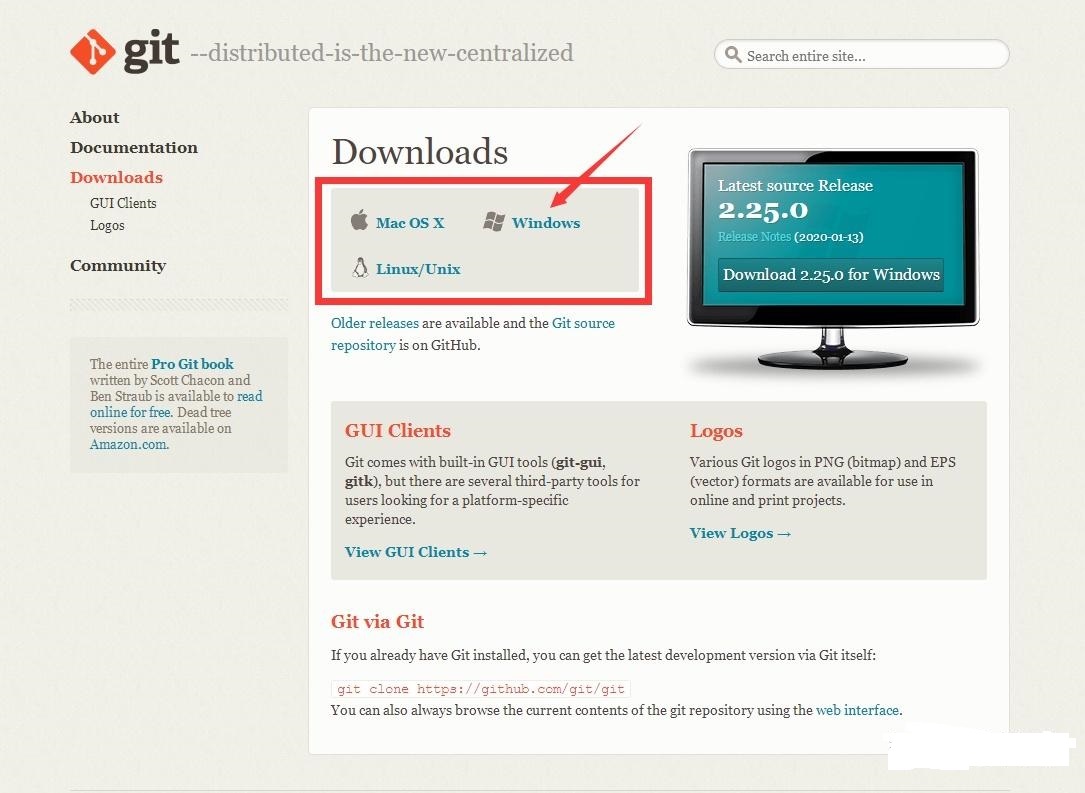 git --distributed-is-the-new-centralized
Search entire site...
About
Documentation
Downloads
GUI Clients
Logos
Community
The entire Pro Git book
written by Scott Chacon and
Ben Straub is available to read
online for free. Dead tree
versions are available on
Amazon.com.
Downloads
Mac OS X
Windows
Linux/Unix
Older releases are available and the Git source
repository is on GitHub.
Latest source Release
2.25.0
Release Notes (2020-01-13)
Download 2.25.0 for Windows
GUI Clients
Git comes with built-in GUI tools (git-gui,
gitk), but there are several third-party tools for
users looking for a platform-specific
experience.
View GUI Clients →
Logos
Various Git logos in PNG (bitmap) and EPS
(vector) formats are available for use in
online and print projects.
View Logos →
Git via Git
If you already have Git installed, you can get the latest development version via Git itself:
git clone https://github.com/git/git
You can also always browse the current contents of the git repository using the web interface.